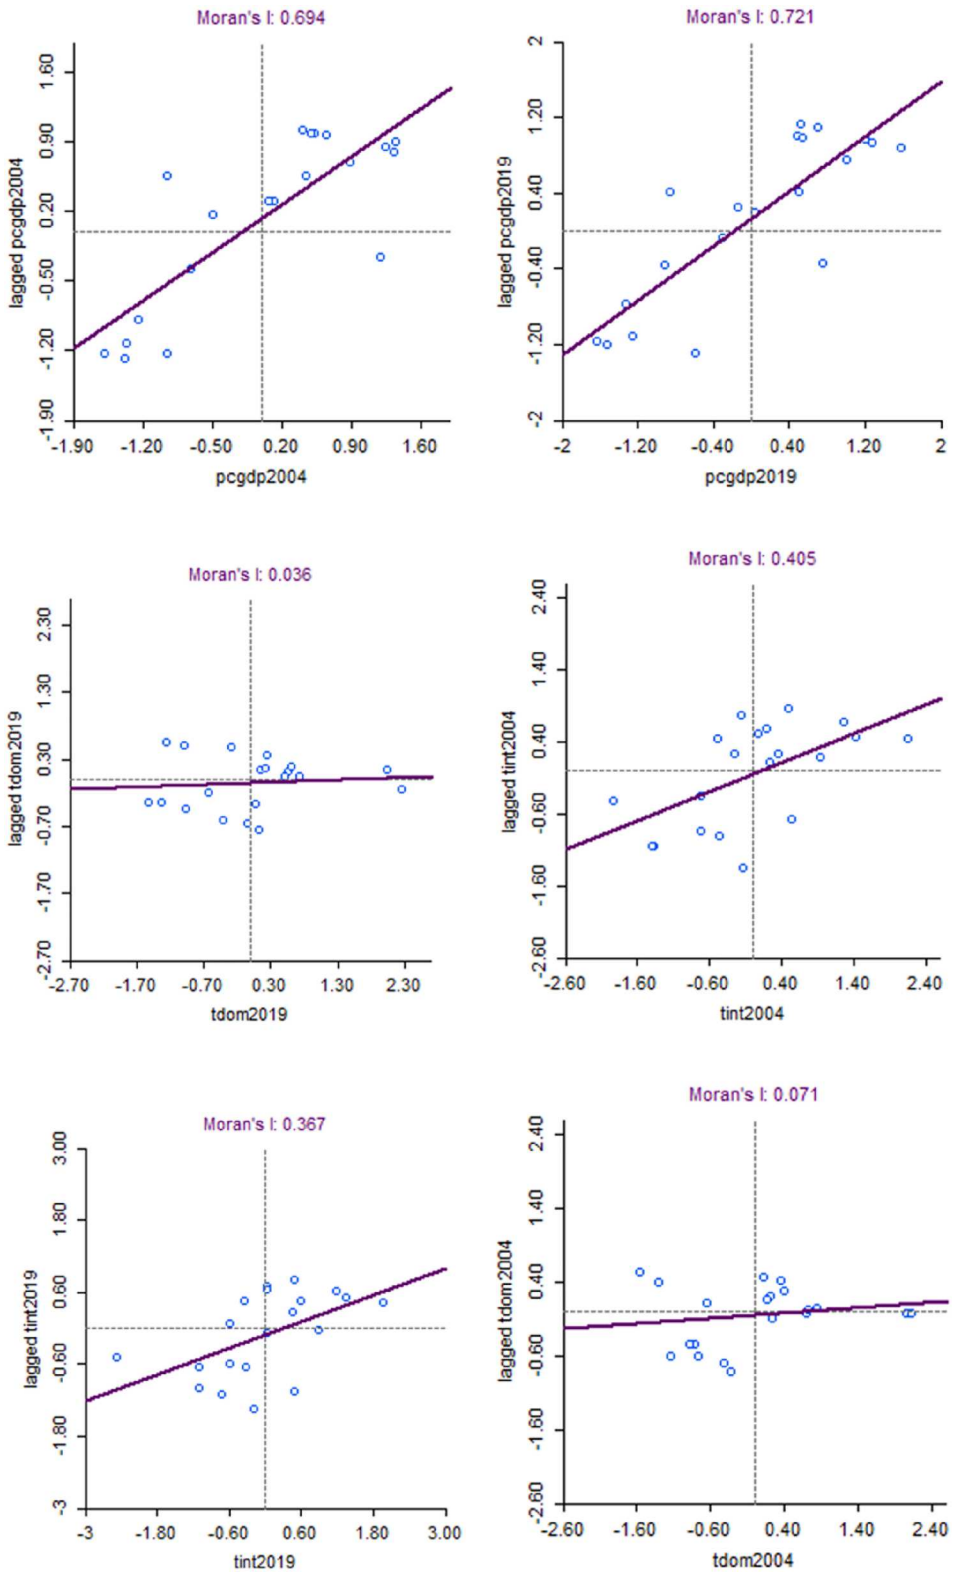 Moran's I: 0.694
lagged pcgdp2004
1.60
0.90
0.20
-0.50
-1.20
-1.90
-1.90 -1.20 -0.50 0.20 0.90 1.60
pcgdp2004
Moran's I: 0.721
lagged pcgdp2019
2
1.20
0.40
-0.40
-1.20
-2
-2 -1.20 -0.40 0.40 1.20 2
pcgdp2019
Moran's I: 0.036
lagged tdom2019
2.30
1.30
0.30
-0.70
-1.70
-2.70
-2.70 -1.70 -0.70 0.30 1.30 2.30
tdom2019
Moran's I: 0.405
lagged tint2004
2.40
1.40
0.40
-0.60
-1.60
-2.60
-2.60 -1.60 -0.60 0.40 1.40 2.40
tint2004
Moran's I: 0.367
lagged tint2019
3.00
1.80
0.60
-0.60
-1.80
-3
-3 -1.80 -0.60 0.60 1.80 3.00
tint2019
Moran's I: 0.071
lagged tdom2004
2.40
1.40
0.40
-0.60
-1.60
-2.60
-2.60 -1.60 -0.60 0.40 1.40 2.40
tdom2004